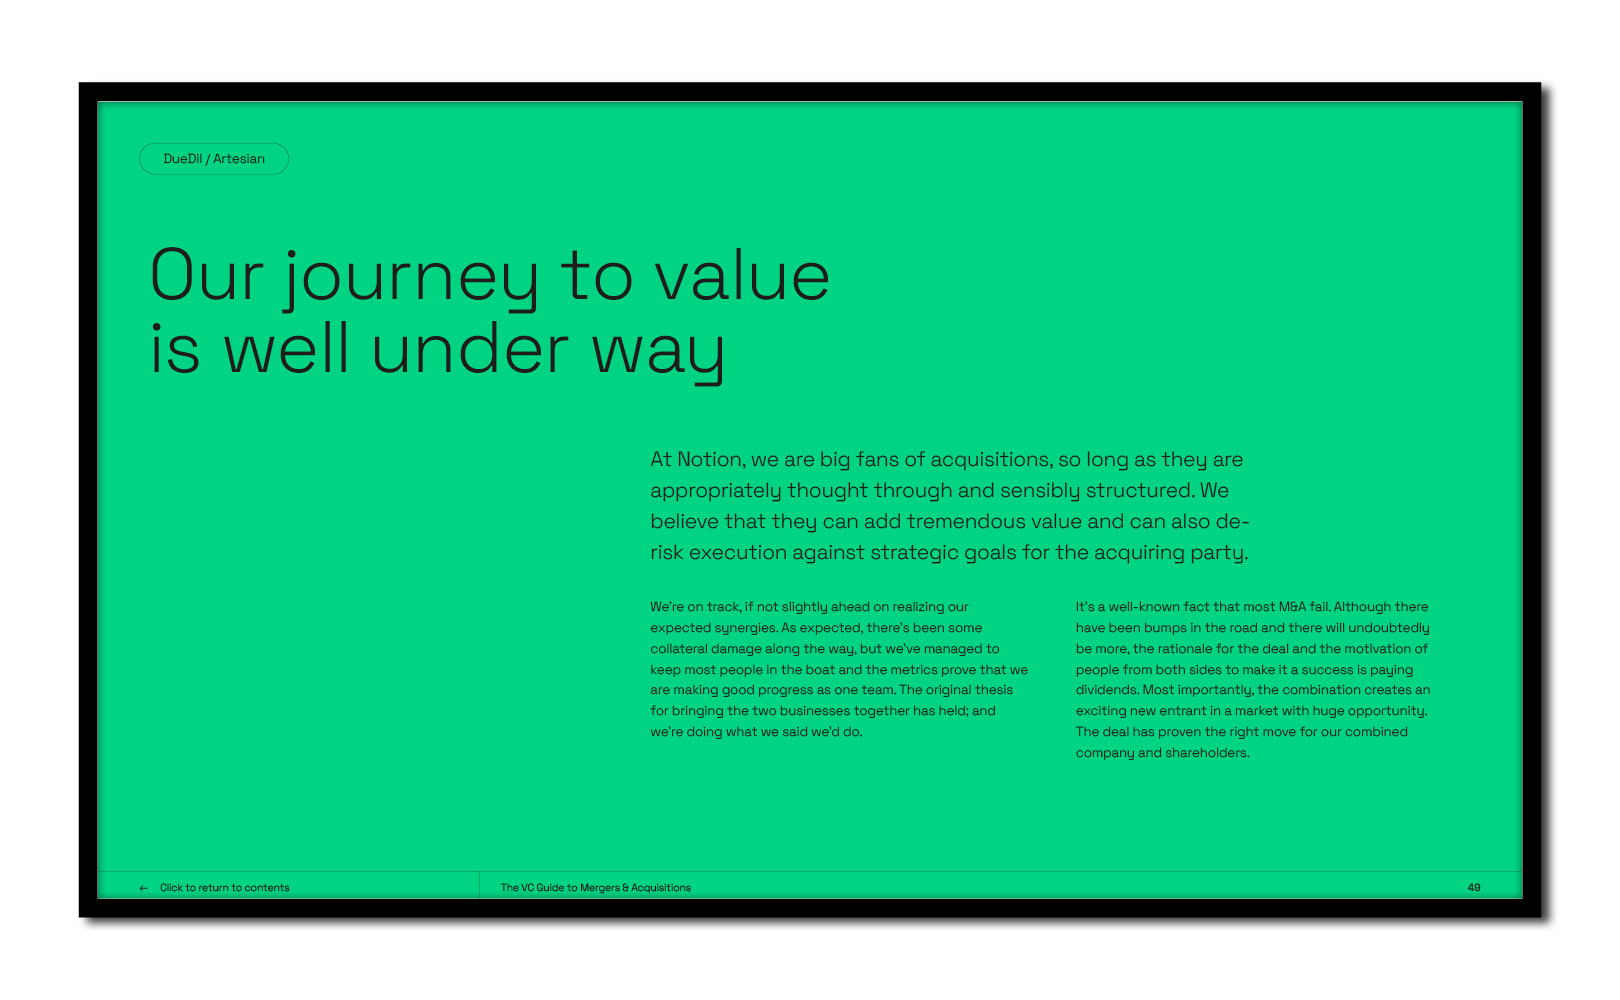 DueDil / Artesian
Our journey to value
is well under way
At Notion, we are big fans of acquisitions, so long as they are
appropriately thought through and sensibly structured. We
believe that they can add tremendous value and can also de-
risk execution against strategic goals for the acquiring party.
We're on track, if not slightly ahead on realizing our
expected synergies. As expected, there's been some
collateral damage along the way, but we've managed to
keep most people in the boat and the metrics prove that we
are making good progress as one team. The original thesis
for bringing the two businesses together has held; and
we're doing what we said we'd do.
It's a well-known fact that most M&A fail. Although there
have been bumps in the road and there will undoubtedly
be more, the rationale for the deal and the motivation of
people from both sides to make it a success is paying
dividends. Most importantly, the combination creates an
exciting new entrant in a market with huge opportunity.
The deal has proven the right move for our combined
company and shareholders.
← Click to return to contents
The VC Guide to Mergers & Acquisitions
49